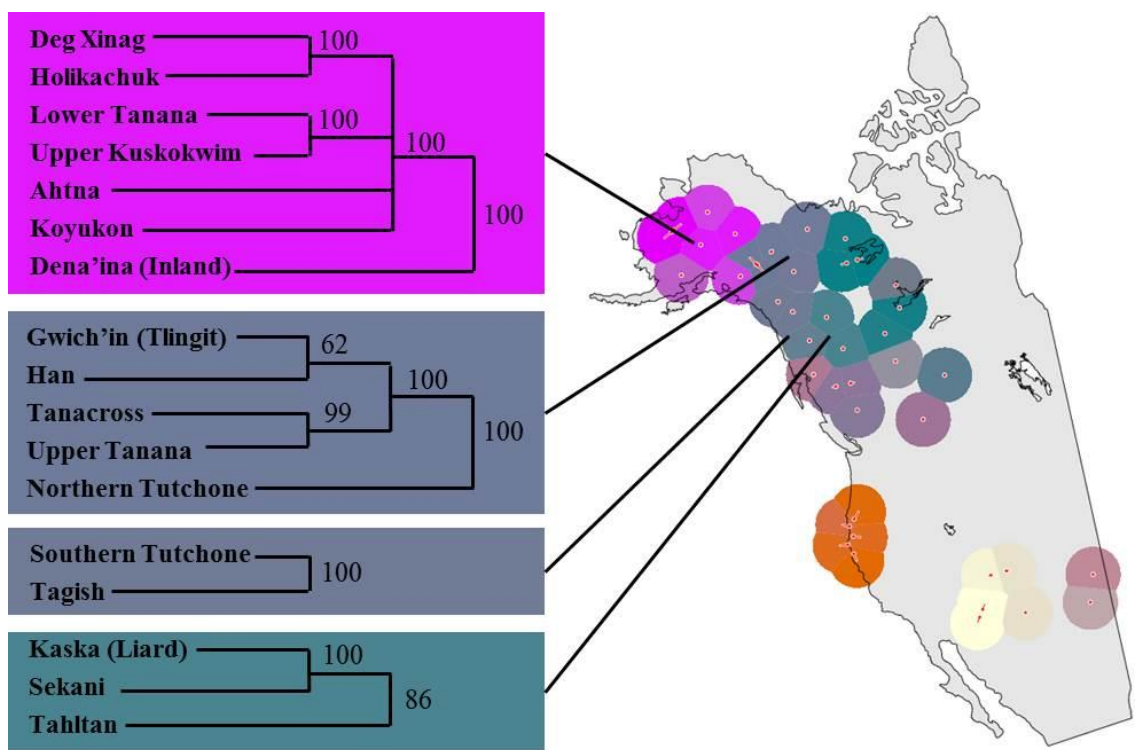 Deg Xinag
100
Holikachuk
Lower Tanana
100
100
Upper Kuskokwim
Ahtna
100
Koyukon
Dena'ina (Inland)
Gwich'in (Tlingit)
62
Han
100
Tanacross
99
100
Upper Tanana
Northern Tutchone
Southern Tutchone
100
Tagish
Kaska (Liard)
100
Sekani
86
Tahltan